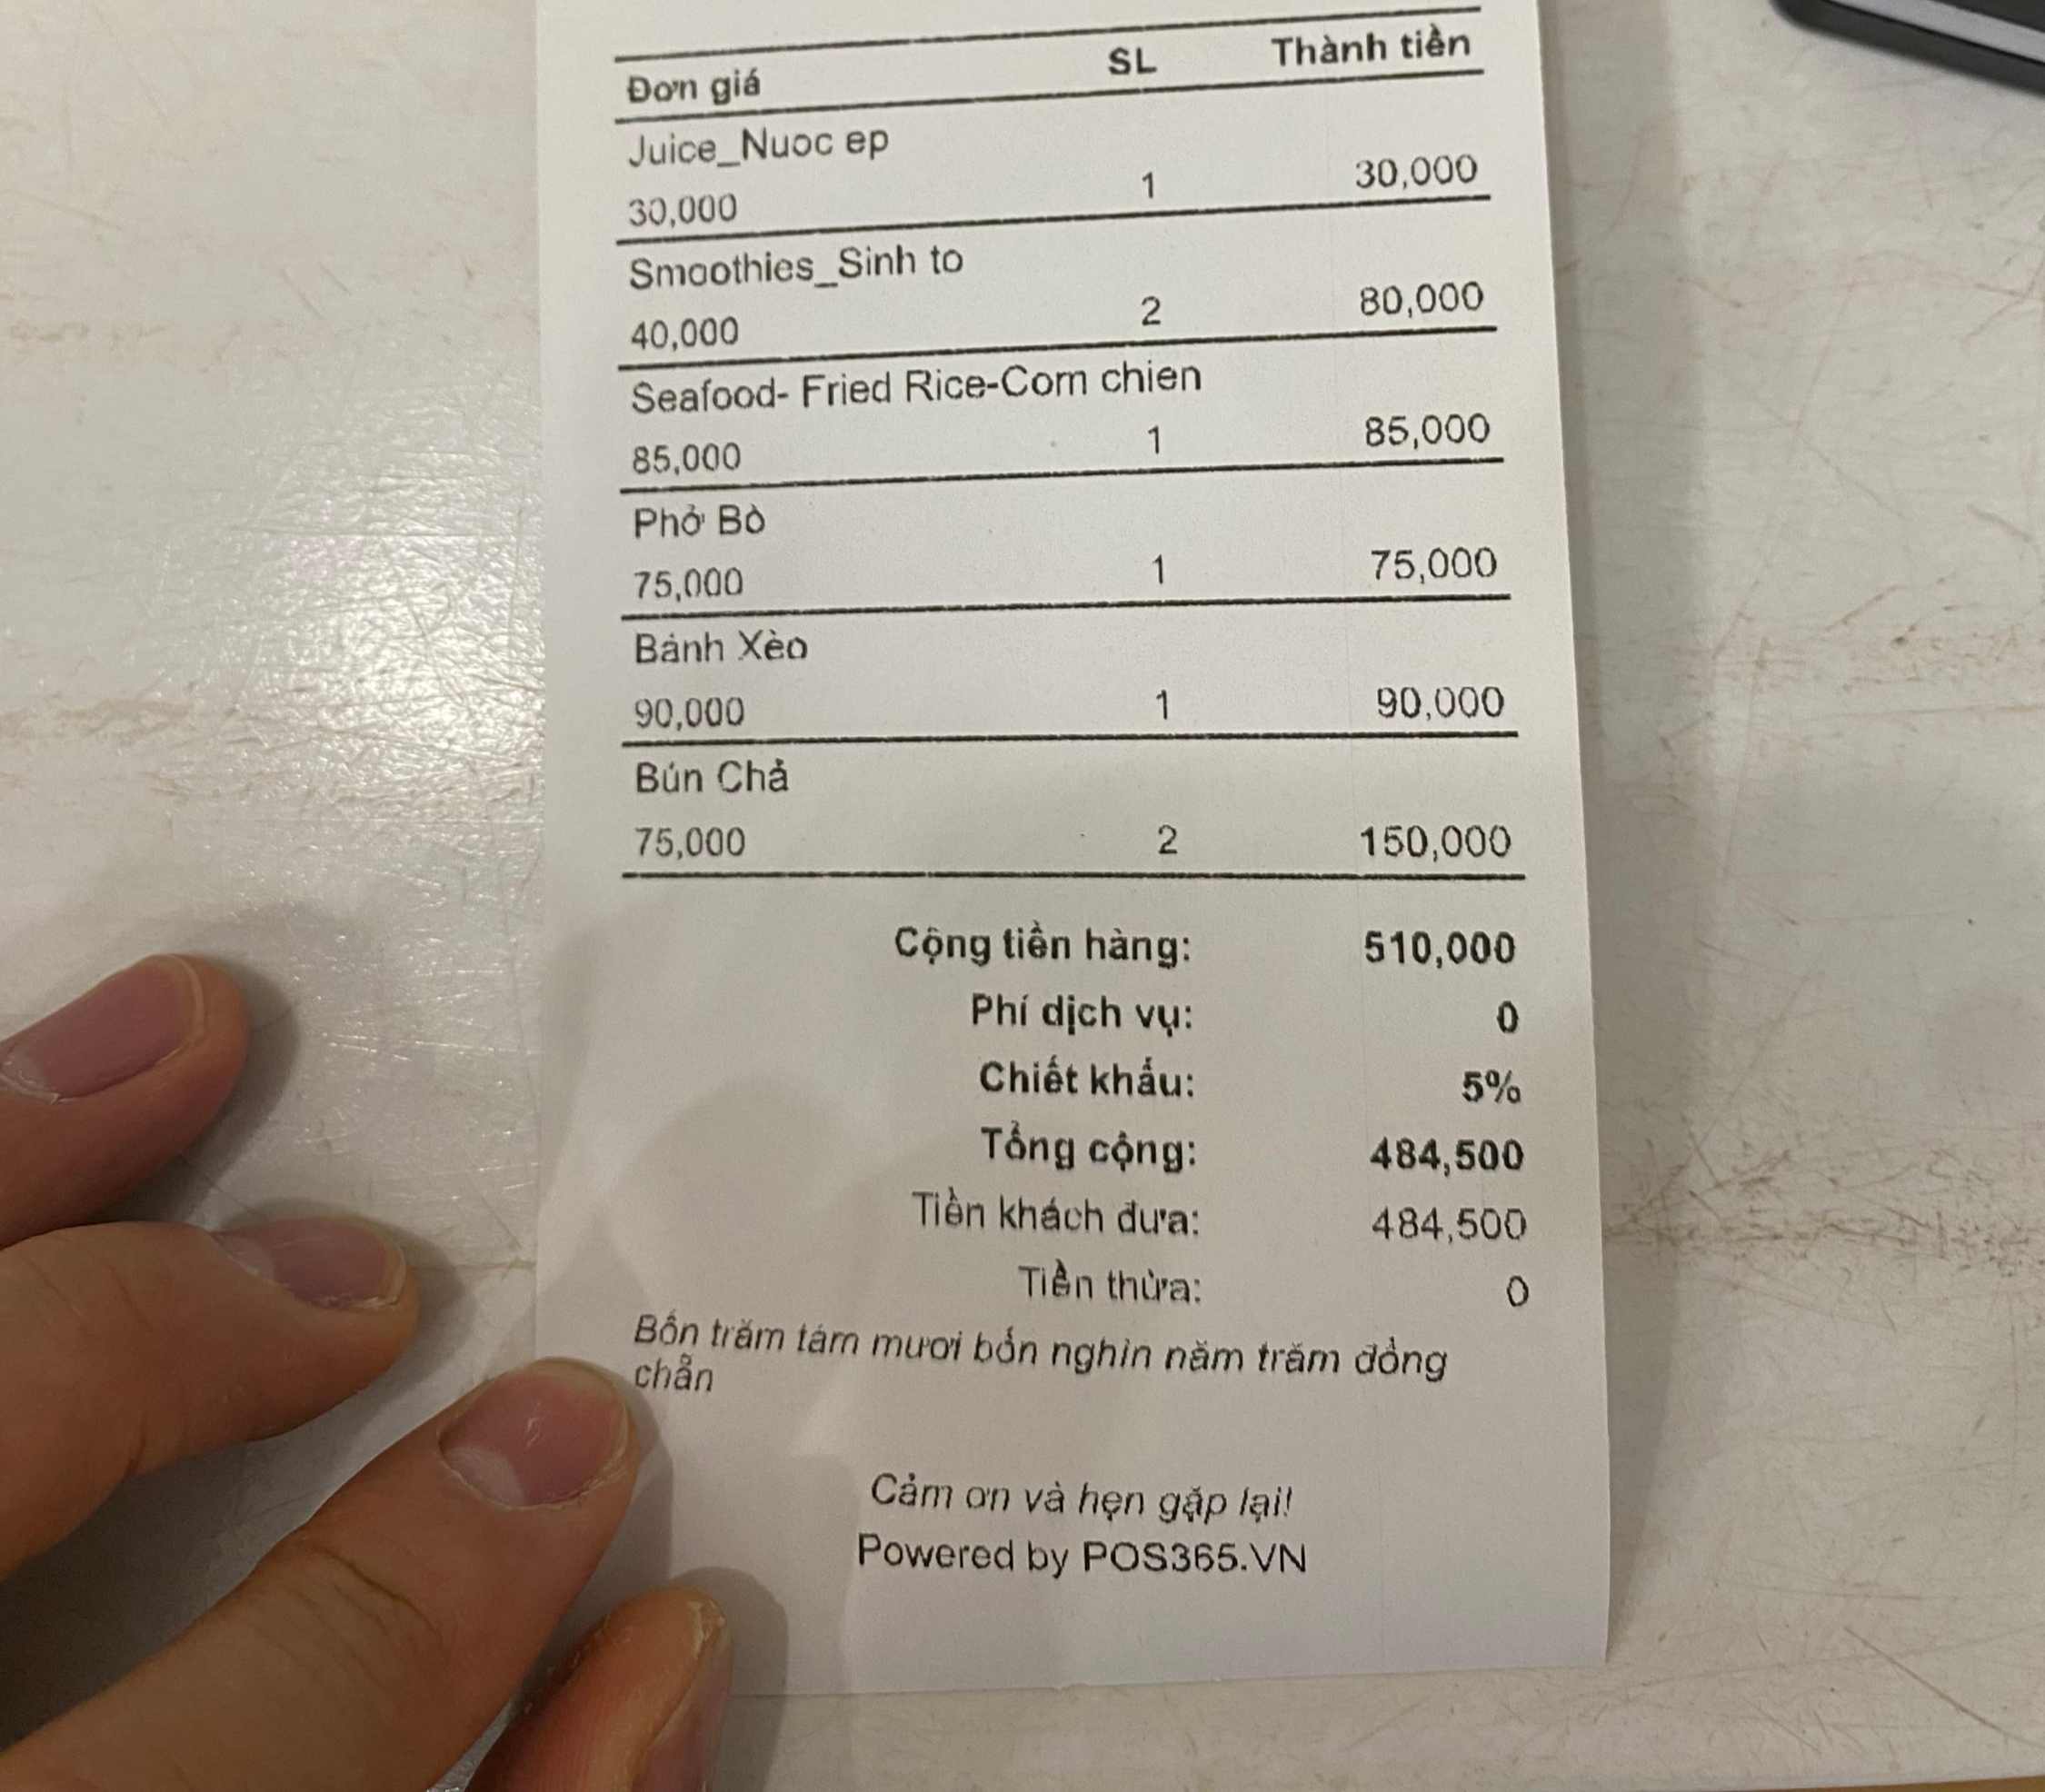 Đơn giá SL Thành tiền
Juice_Nuoc ep
30,000 1 30,000
Smoothies_Sinh to
40,000 2 80,000
Seafood- Fried Rice-Com chien
85,000 1 85,000
Phở Bò
75,000 1 75,000
Bánh Xèo
90,000 1 90,000
Bún Chả
75,000 2 150,000
Cộng tiền hàng: 510,000
Phí dịch vụ: 0
Chiết khấu: 5%
Tổng cộng: 484,500
Tiền khách đưa: 484,500
Tiền thừa: 0
Bốn trăm tám mươi bốn nghìn năm trăm đồng
chẵn
Cảm ơn và hẹn gặp lại!
Powered by POS365.VN